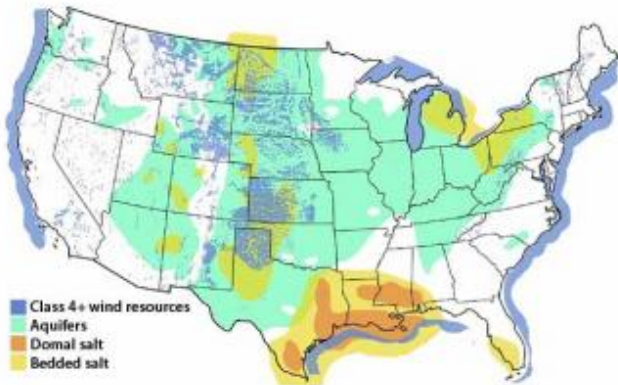 Class 4+ wind resources
Aquifers
Domal salt
Bedded salt